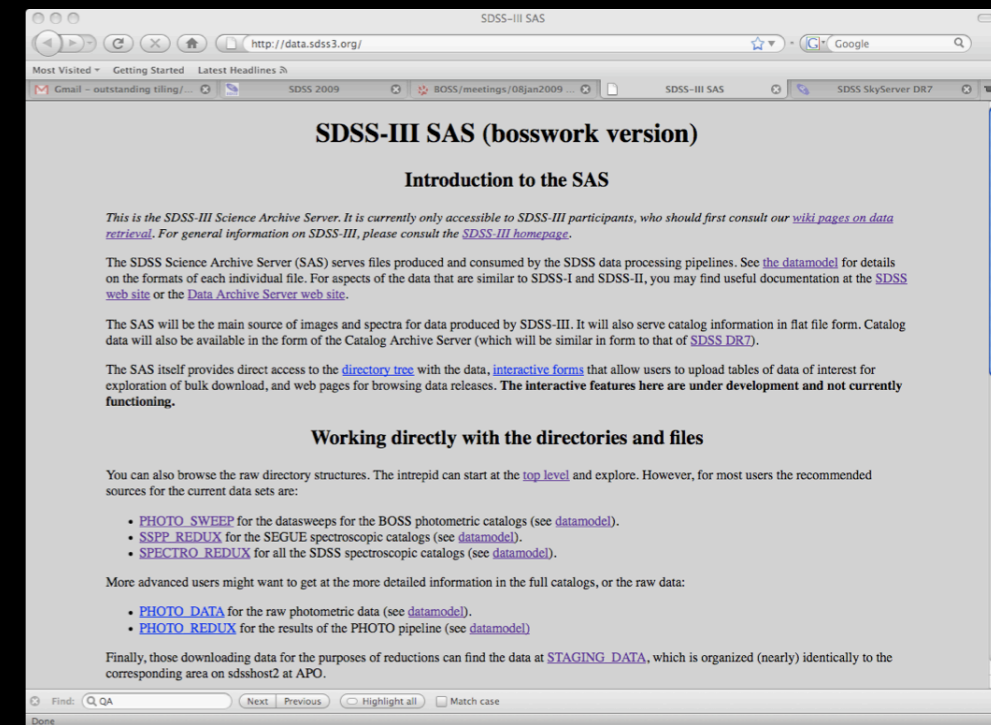 SDSS-III SAS
http://data.sdss3.org/
Google
Most Visited Getting Started Latest Headlines
Gmail - outstanding tiling/... SDSS 2009 BOSS/meetings/08jan2009 ... SDSS-III SAS SDSS SkyServer DR7
SDSS-III SAS (bosswork version)
Introduction to the SAS
This is the SDSS-III Science Archive Server. It is currently only accessible to SDSS-III participants, who should first consult our wiki pages on data
retrieval. For general information on SDSS-III, please consult the SDSS-III homepage.
The SDSS Science Archive Server (SAS) serves files produced and consumed by the SDSS data processing pipelines. See the datamodel for details
on the formats of each individual file. For aspects of the data that are similar to SDSS-I and SDSS-II, you may find useful documentation at the SDSS
web site or the Data Archive Server web site.
The SAS will be the main source of images and spectra for data produced by SDSS-III. It will also serve catalog information in flat file form. Catalog
data will also be available in the form of the Catalog Archive Server (which will be similar in form to that of SDSS DR7).
The SAS itself provides direct access to the directory tree with the data, interactive forms that allow users to upload tables of data of interest for
exploration of bulk download, and web pages for browsing data releases. The interactive features here are under development and not currently
functioning.
Working directly with the directories and files
You can also browse the raw directory structures. The intrepid can start at the top level and explore. However, for most users the recommended
sources for the current data sets are:
• PHOTO_SWEEP for the datasweeps for the BOSS photometric catalogs (see datamodel).
• SSPP_REDUX for the SEGUE spectroscopic catalogs (see datamodel).
• SPECTRO_REDUX for all the SDSS spectroscopic catalogs (see datamodel).
More advanced users might want to get at the more detailed information in the full catalogs, or the raw data:
• PHOTO_DATA for the raw photometric data (see datamodel).
• PHOTO_REDUX for the results of the PHOTO pipeline (see datamodel)
Finally, those downloading data for the purposes of reductions can find the data at STAGING_DATA, which is organized (nearly) identically to the
corresponding area on sdsshost2 at APO.
Find: QA Next Previous Highlight all Match case
Done